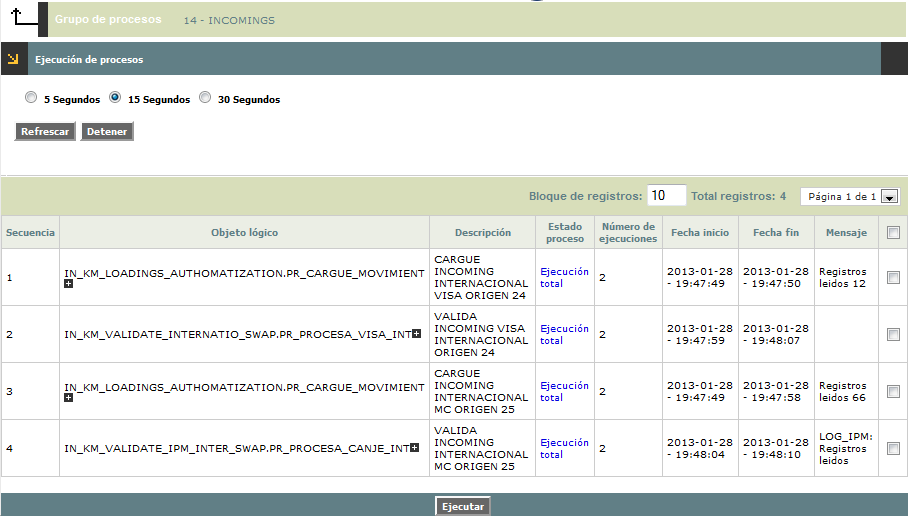 Grupo de procesos 14 - INCOMINGS
Ejecución de procesos
5 Segundos 15 Segundos 30 Segundos
Refrescar Detener
Bloque de registros: 10 Total registros: 4 Página 1 de 1
Secuencia Objeto lógico Descripción Estado proceso Número de ejecuciones Fecha inicio Fecha fin Mensaje
1 IN_KM_LOADINGS_AUTHOMATIZATION.PR_CARGUE_MOVIMIENT CARGUE INCOMING INTERNACIONAL VISA ORIGEN 24 Ejecución total 2 2013-01-28 - 19:47:49 2013-01-28 - 19:47:50 Registros leidos 12
2 IN_KM_VALIDATE_INTERNATIO_SWAP.PR_PROCESA_VISA_INT VALIDA INCOMING VISA INTERNACIONAL ORIGEN 24 Ejecución total 2 2013-01-28 - 19:47:59 2013-01-28 - 19:48:07
3 IN_KM_LOADINGS_AUTHOMATIZATION.PR_CARGUE_MOVIMIENT CARGUE INCOMING INTERNACIONAL MC ORIGEN 25 Ejecución total 2 2013-01-28 - 19:47:49 2013-01-28 - 19:47:58 Registros leidos 66
4 IN_KM_VALIDATE_IPM_INTER_SWAP.PR_PROCESA_CANJE_INT VALIDA INCOMING INTERNACIONAL MC ORIGEN 25 Ejecución total 2 2013-01-28 - 19:48:04 2013-01-28 - 19:48:10 LOG_IPM: Registros leidos
Ejecutar